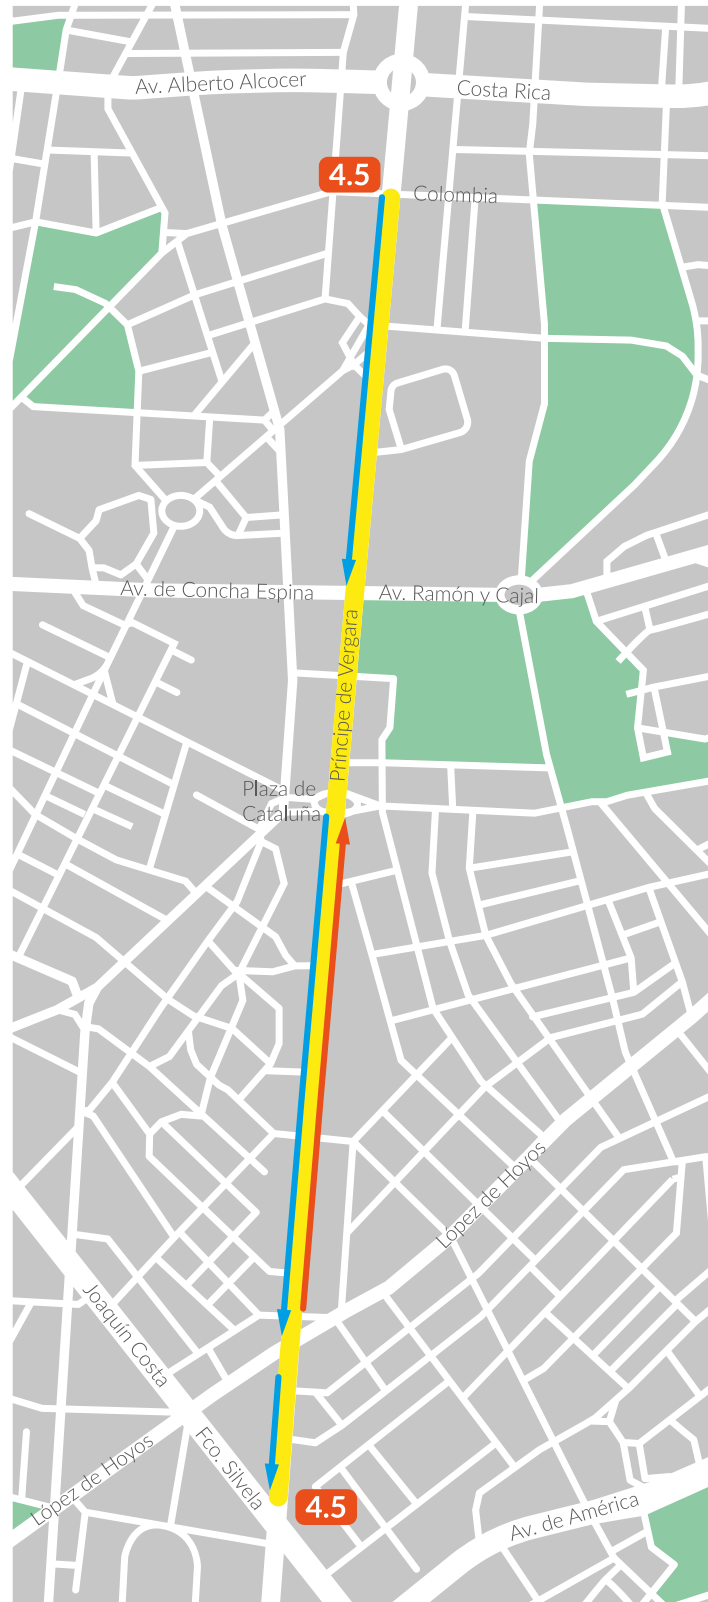 Av. Alberto Alcocer
Costa Rica
4.5
Colombia
Av. de Concha Espina
Av. Ramón y Cajal
Príncipe de Vergara
Plaza de
Cataluña
López de Hoyos
Joaquín Costa
Fco. Silvela
López de Hoyos
4.5
Av. de América